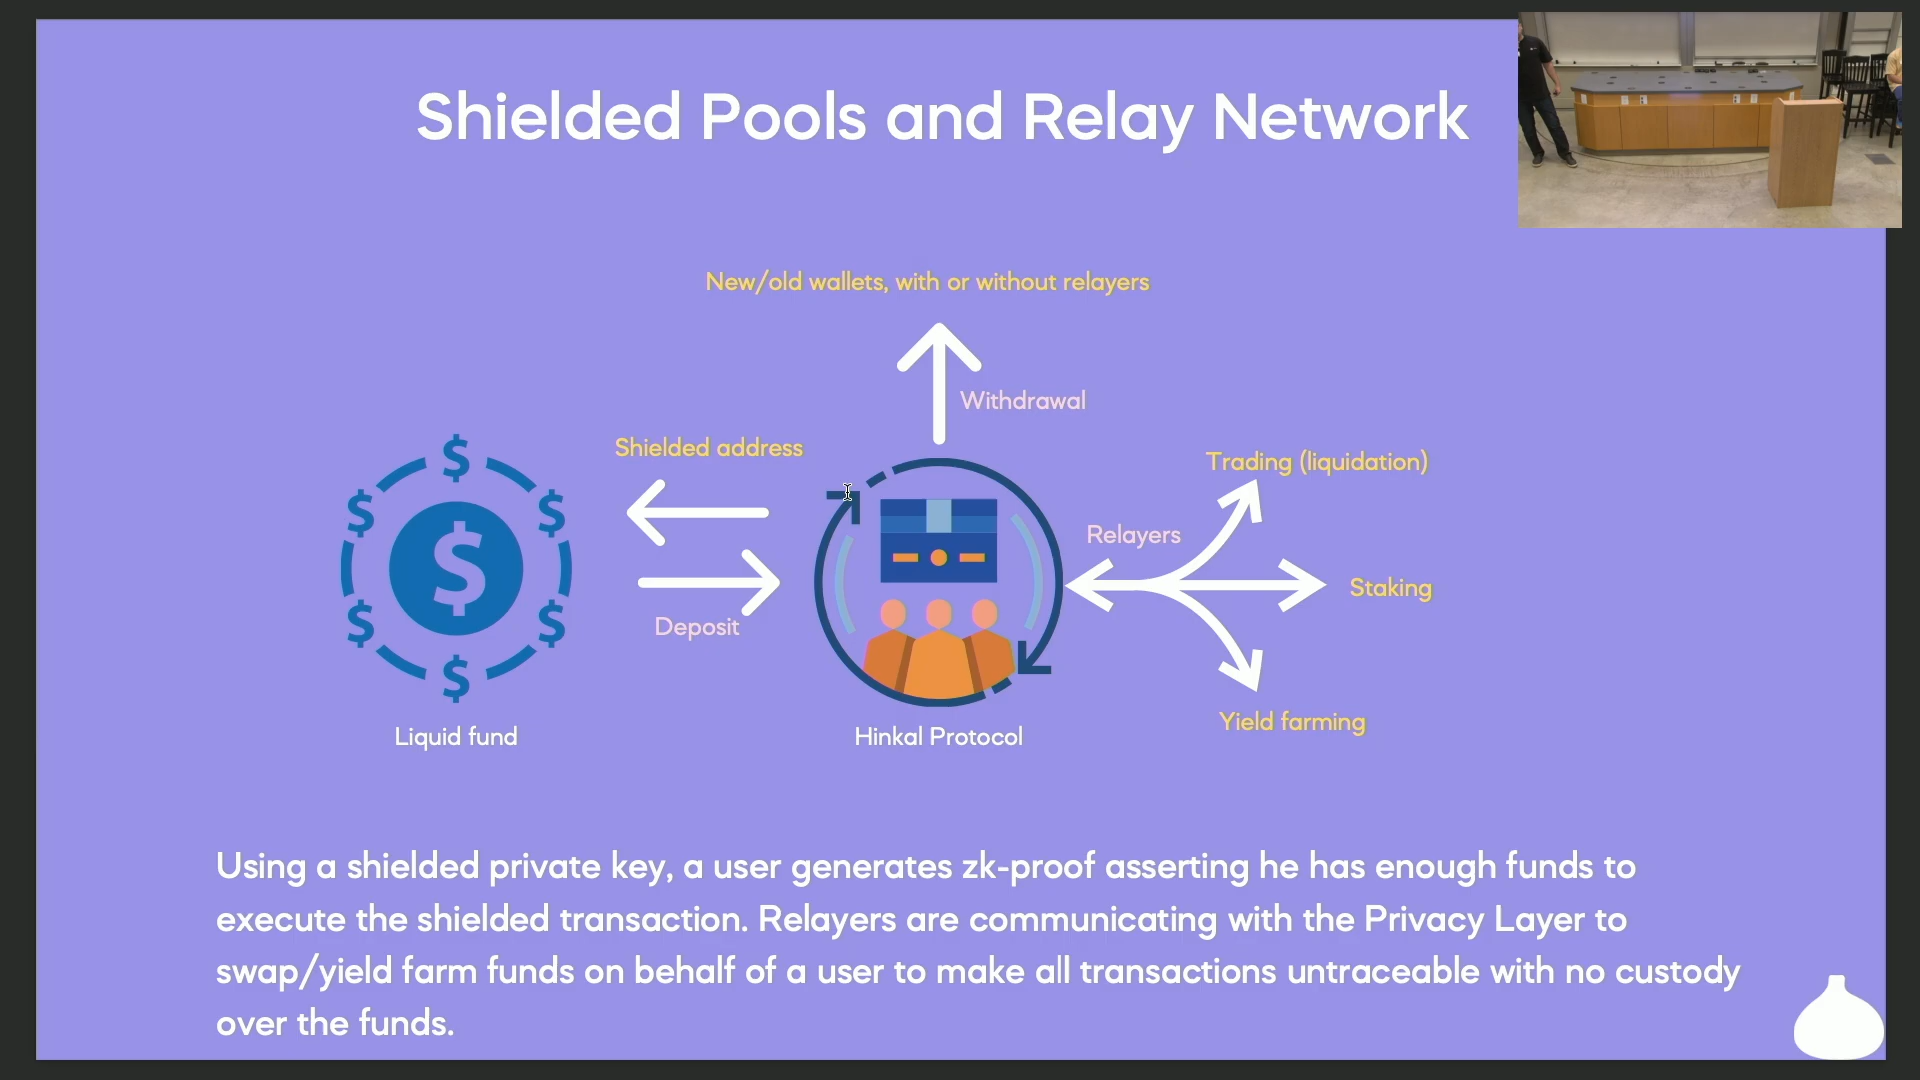 Shielded Pools and Relay Network
New/old wallets, with or without relayers
Withdrawal
Shielded address
Deposit
Liquid fund
Hinkal Protocol
Relayers
Trading (liquidation)
Staking
Yield farming
Using a shielded private key, a user generates zk-proof asserting he has enough funds to
execute the shielded transaction. Relayers are communicating with the Privacy Layer to
swap/yield farm funds on behalf of a user to make all transactions untraceable with no custody
over the funds.